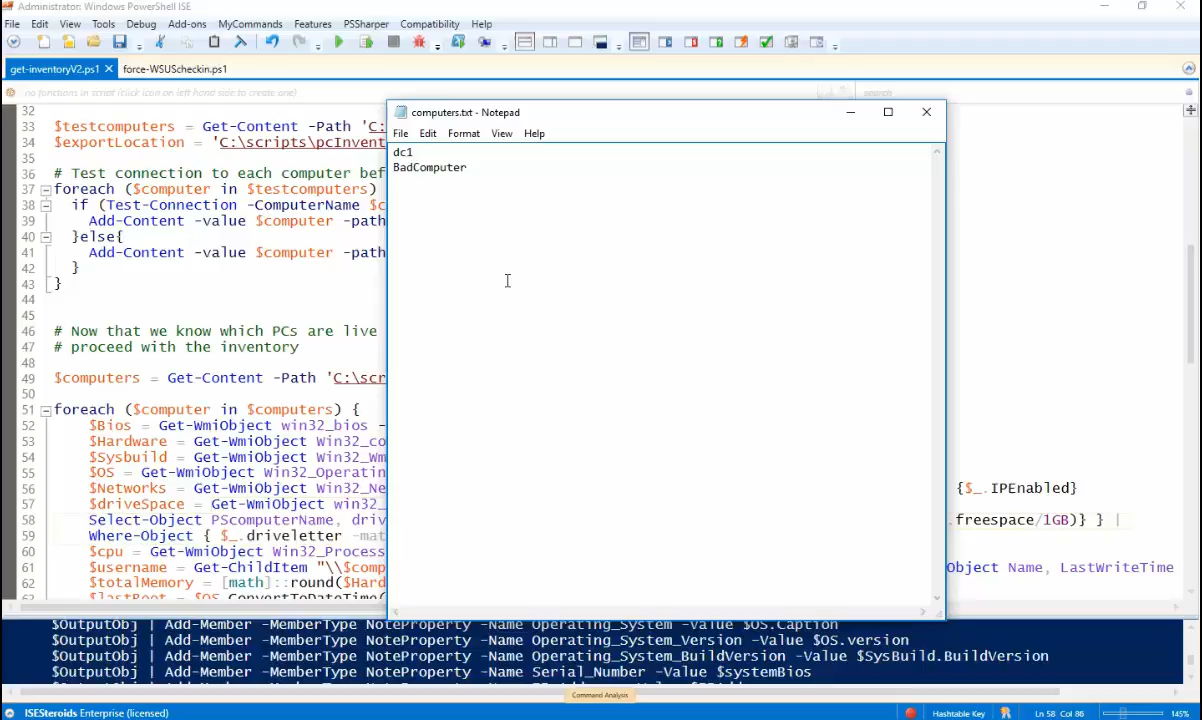 Administrator: Windows PowerShell ISE
File Edit View Tools Debug Add-ons MyCommands Features PSSharper Compatibility Help
get-inventoryV2.ps1 force-WSUScheckin.ps1
no functions in script (click icon on left hand side to create one) search
computers.txt - Notepad
File Edit Format View Help
dc1
BadComputer
32
33 $testcomputers = Get-Content -Path 'C:
34 $exportLocation = 'C:\scripts\pcInvent
35
36 # Test connection to each computer bef
37 foreach ($computer in $testcomputers)
38 if (Test-Connection -ComputerName $c
39 Add-Content -value $computer -path
40 }else{
41 Add-Content -value $computer -path
42 }
43 }
44
45
46 # Now that we know which PCs are live
47 # proceed with the inventory
48
49 $computers = Get-Content -Path 'C:\scr
50
51 foreach ($computer in $computers) {
52 $Bios = Get-WmiObject win32_bios -
53 $Hardware = Get-WmiObject Win32_co
54 $Sysbuild = Get-WmiObject Win32_Wm
55 $OS = Get-WmiObject Win32_Operatin
56 $Networks = Get-WmiObject Win32_Ne {$_.IPEnabled}
57 $driveSpace = Get-WmiObject win32_
58 Select-Object PScomputerName, driv .freespace/1GB)} } |
59 Where-Object { $_.driveletter -mat
60 $cpu = Get-WmiObject Win32_Process
61 $username = Get-ChildItem "\\$comp Object Name, LastWriteTime
62 $totalMemory = [math]::round($Hard
$lastBoot = $OS.ConvertToDateTime(
$OutputObj | Add-Member -MemberType NoteProperty -Name Operating_System -Value $OS.Caption
$OutputObj | Add-Member -MemberType NoteProperty -Name Operating_System_Version -Value $OS.version
$OutputObj | Add-Member -MemberType NoteProperty -Name Operating_System_BuildVersion -Value $SysBuild.BuildVersion
$OutputObj | Add-Member -MemberType NoteProperty -Name Serial_Number -Value $systemBios
Command Analysis
ISESteroids Enterprise (licensed) Hashtable Key Ln 58 Col 86 145%